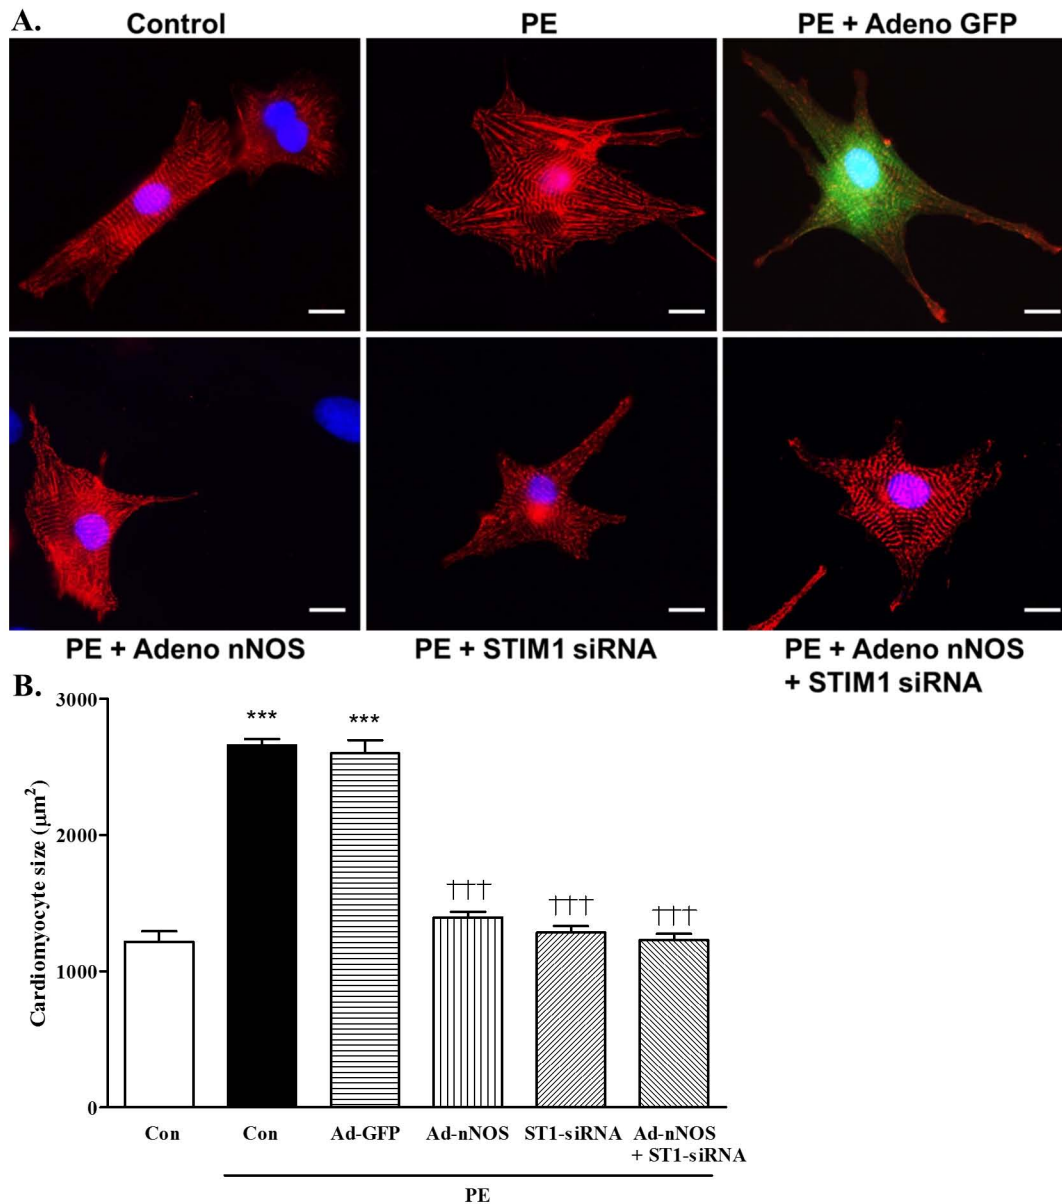 A.
Control
PE
PE + Adeno GFP
PE + Adeno nNOS
PE + STIM1 siRNA
PE + Adeno nNOS
+ STIM1 siRNA
B.
Cardiomyocyte size (μm²)
3000
2000
1000
0
***
***
†††
†††
†††
Con
Con
Ad-GFP
Ad-nNOS
ST1-siRNA
Ad-nNOS
+ ST1-siRNA
PE